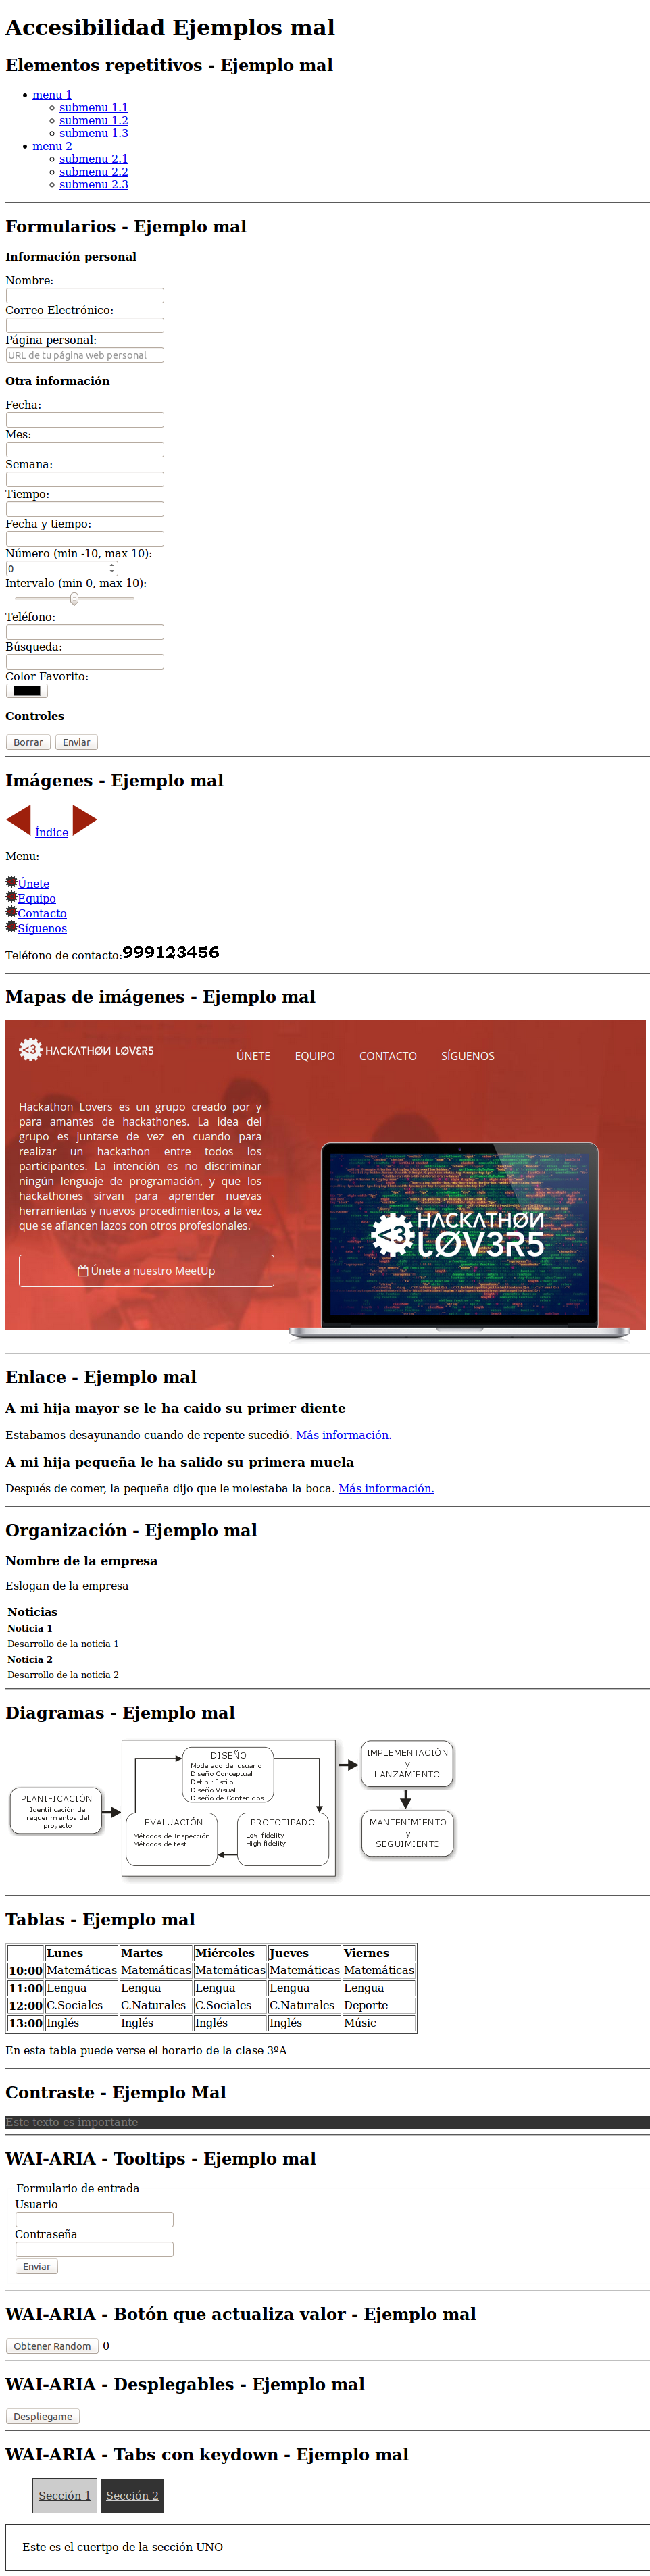 Accesibilidad Ejemplos mal
Elementos repetitivos - Ejemplo mal
menu 1
submenu 1.1
submenu 1.2
submenu 1.3
menu 2
submenu 2.1
submenu 2.2
submenu 2.3
Formularios - Ejemplo mal
Información personal
Nombre:
Correo Electrónico:
Página personal:
URL de tu página web personal
Otra información
Fecha:
Mes:
Semana:
Tiempo:
Fecha y tiempo:
Número (min -10, max 10):
0
Intervalo (min 0, max 10):
Teléfono:
Búsqueda:
Color Favorito:
Controles
Borrar Enviar
Imágenes - Ejemplo mal
Índice
Menu:
Únete
Equipo
Contacto
Síguenos
Teléfono de contacto:999123456
Mapas de imágenes - Ejemplo mal
<3 HACKATHØN LØVER5 ÚNETE EQUIPO CONTACTO SÍGUENOS
Hackathon Lovers es un grupo creado por y
para amantes de hackathones. La idea del
grupo es juntarse de vez en cuando para
realizar un hackathon entre todos los
participantes. La intención es no discriminar
ningún lenguaje de programación, y que los
hackathones sirvan para aprender nuevas
herramientas y nuevos procedimientos, a la vez
que se afiancen lazos con otros profesionales.
Únete a nuestro MeetUp
<3 HACKATHØN
LØV3R5
Enlace - Ejemplo mal
A mi hija mayor se le ha caido su primer diente
Estabamos desayunando cuando de repente sucedió. Más información.
A mi hija pequeña le ha salido su primera muela
Después de comer, la pequeña dijo que le molestaba la boca. Más información.
Organización - Ejemplo mal
Nombre de la empresa
Eslogan de la empresa
Noticias
Noticia 1
Desarrollo de la noticia 1
Noticia 2
Desarrollo de la noticia 2
Diagramas - Ejemplo mal
PLANIFICACIÓN
Identificación de
requerimientos del
proyecto
DISEÑO
Modelado del usuario
Diseño Conceptual
Definir Estilo
Diseño Visual
Diseño de Contenidos
EVALUACIÓN
Métodos de Inspección
Métodos de test
PROTOTIPADO
Low fidelity
High fidelity
IMPLEMENTACIÓN
y
LANZAMIENTO
MANTENIMIENTO
y
SEGUIMIENTO
Tablas - Ejemplo mal
Lunes Martes Miércoles Jueves Viernes
10:00 Matemáticas Matemáticas Matemáticas Matemáticas Matemáticas
11:00 Lengua Lengua Lengua Lengua Lengua
12:00 C.Sociales C.Naturales C.Sociales C.Naturales Deporte
13:00 Inglés Inglés Inglés Inglés Músic
En esta tabla puede verse el horario de la clase 3ºA
Contraste - Ejemplo Mal
Este texto es importante
WAI-ARIA - Tooltips - Ejemplo mal
Formulario de entrada
Usuario
Contraseña
Enviar
WAI-ARIA - Botón que actualiza valor - Ejemplo mal
Obtener Random 0
WAI-ARIA - Desplegables - Ejemplo mal
Despliegame
WAI-ARIA - Tabs con keydown - Ejemplo mal
Sección 1 Sección 2
Este es el cuertpo de la sección UNO